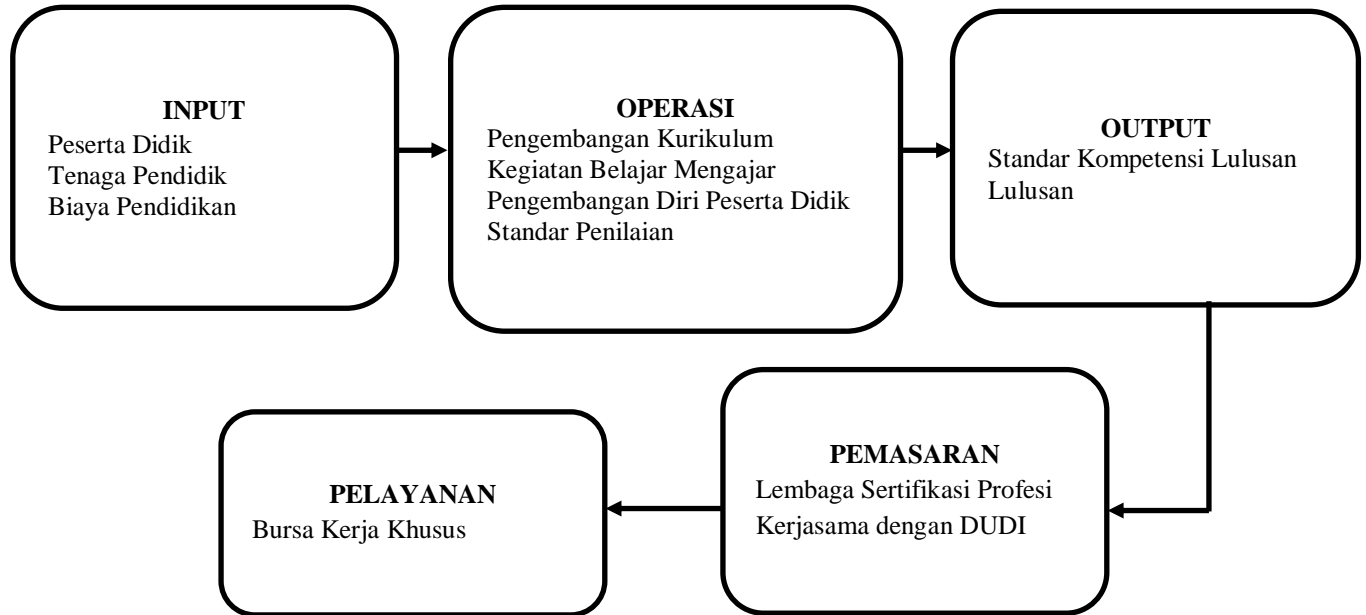 INPUT
Peserta Didik
Tenaga Pendidik
Biaya Pendidikan
OPERASI
Pengembangan Kurikulum
Kegiatan Belajar Mengajar
Pengembangan Diri Peserta Didik
Standar Penilaian
OUTPUT
Standar Kompetensi Lulusan
Lulusan
PEMASARAN
Lembaga Sertifikasi Profesi
Kerjasama dengan DUDI
PELAYANAN
Bursa Kerja Khusus